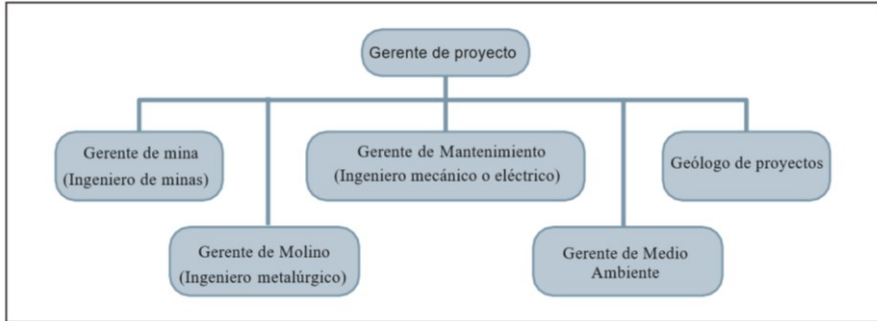 Gerente de proyecto
Gerente de mina
(Ingeniero de minas)
Gerente de Mantenimiento
(Ingeniero mecánico o eléctrico)
Geólogo de proyectos
Gerente de Molino
(Ingeniero metalúrgico)
Gerente de Medio
Ambiente